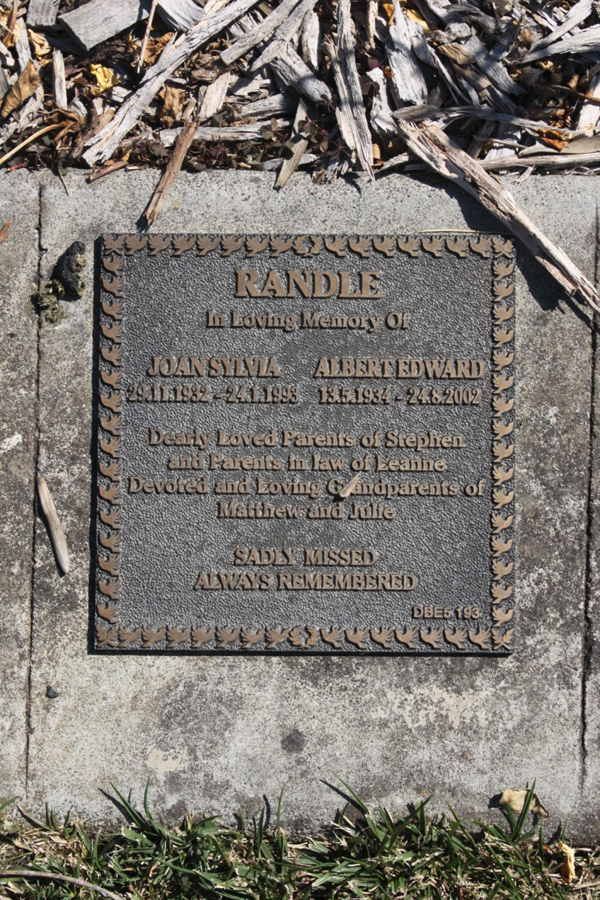 RANDLE
In Loving Memory Of
JOAN SYLVIA ALBERT EDWARD
29.11.1932 - 24.1.1993 13.5.1934 - 24.8.2002
Dearly Loved Parents of Stephen
and Parents in law of Leanne
Devoted and Loving Grandparents of
Matthew and Julie
SADLY MISSED
ALWAYS REMEMBERED
DBE5 193